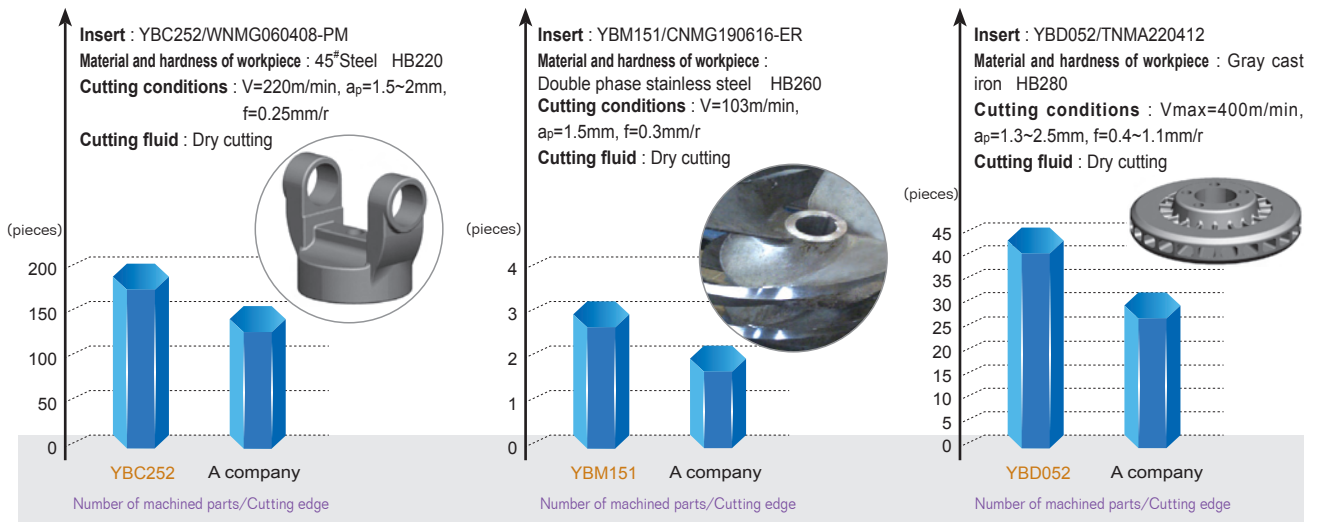 Insert : YBC252/WNMG060408-PM
Material and hardness of workpiece : 45#Steel HB220
Cutting conditions : V=220m/min, ap=1.5~2mm,
f=0.25mm/r
Cutting fluid : Dry cutting
(pieces)
200
150
100
50
0
YBC252 A company
Number of machined parts/Cutting edge
Insert : YBM151/CNMG190616-ER
Material and hardness of workpiece :
Double phase stainless steel HB260
Cutting conditions : V=103m/min,
ap=1.5mm, f=0.3mm/r
Cutting fluid : Dry cutting
(pieces)
4
3
2
1
0
YBM151 A company
Number of machined parts/Cutting edge
Insert : YBD052/TNMA220412
Material and hardness of workpiece : Gray cast
iron HB280
Cutting conditions : Vmax=400m/min,
ap=1.3~2.5mm, f=0.4~1.1mm/r
Cutting fluid : Dry cutting
(pieces)
45
40
35
30
25
20
15
10
5
0
YBD052 A company
Number of machined parts/Cutting edge